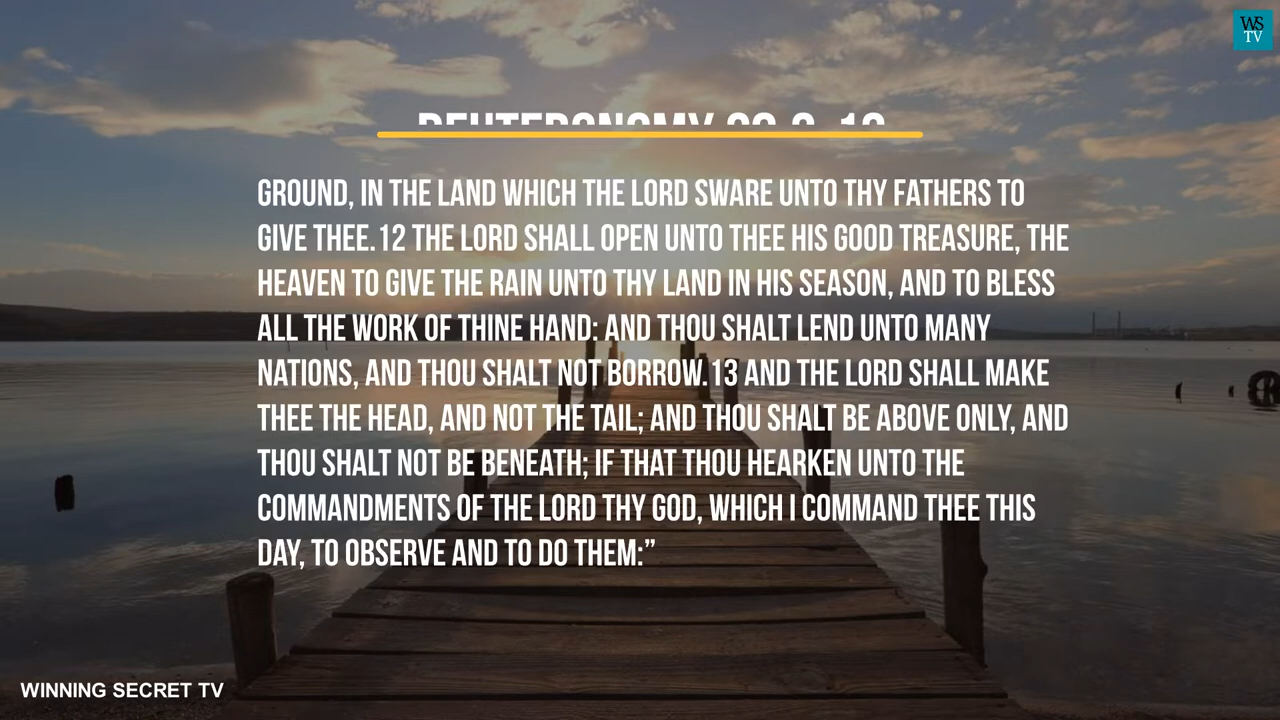 WS
TV
DEUTERONOMY
GROUND, IN THE LAND WHICH THE LORD SWARE UNTO THY FATHERS TO
GIVE THEE.12 THE LORD SHALL OPEN UNTO THEE HIS GOOD TREASURE, THE
HEAVEN TO GIVE THE RAIN UNTO THY LAND IN HIS SEASON, AND TO BLESS
ALL THE WORK OF THINE HAND: AND THOU SHALT LEND UNTO MANY
NATIONS, AND THOU SHALT NOT BORROW.13 AND THE LORD SHALL MAKE
THEE THE HEAD, AND NOT THE TAIL; AND THOU SHALT BE ABOVE ONLY, AND
THOU SHALT NOT BE BENEATH; IF THAT THOU HEARKEN UNTO THE
COMMANDMENTS OF THE LORD THY GOD, WHICH I COMMAND THEE THIS
DAY, TO OBSERVE AND TO DO THEM:”
WINNING SECRET TV